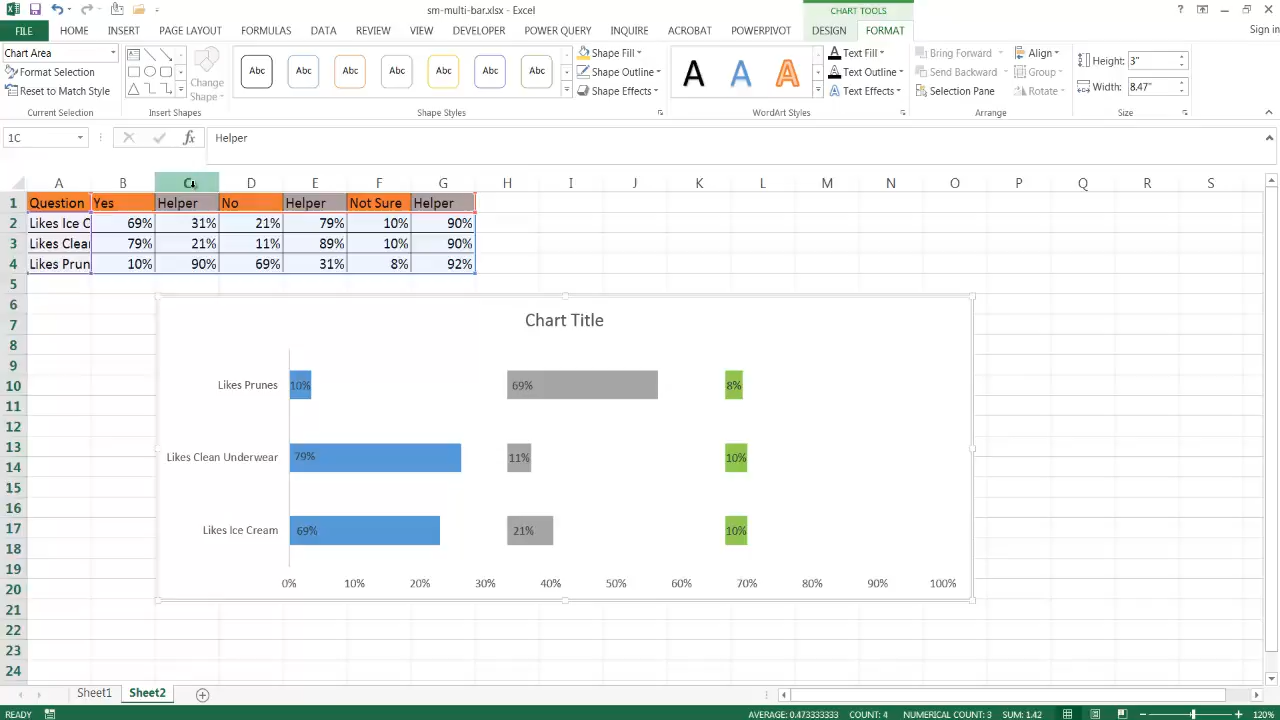 sm-multi-bar.xlsx - Excel
CHART TOOLS
Sign in
FILE HOME INSERT PAGE LAYOUT FORMULAS DATA REVIEW VIEW DEVELOPER POWER QUERY INQUIRE ACROBAT POWERPIVOT DESIGN FORMAT
Chart Area
Format Selection
Reset to Match Style
Current Selection
Change
Shape
Insert Shapes
Abc Abc Abc Abc Abc Abc Abc
Shape Styles
Shape Fill
Shape Outline
Shape Effects
A A A
WordArt Styles
Text Fill
Text Outline
Text Effects
Bring Forward
Send Backward
Selection Pane
Align
Group
Rotate
Arrange
Height: 3"
Width: 8.47"
Size
1C fx Helper
A B C D E F G H I J K L M N O P Q R S
1 Question Yes Helper No Helper Not Sure Helper
2 Likes Ice C 69% 31% 21% 79% 10% 90%
3 Likes Clea 79% 21% 11% 89% 10% 90%
4 Likes Prun 10% 90% 69% 31% 8% 92%
5
6
7
8
9
10
11
12
13
14
15
16
17
18
19
20
21
22
23
24
Chart Title
Likes Prunes 10% 69% 8%
Likes Clean Underwear 79% 11% 10%
Likes Ice Cream 69% 21% 10%
0% 10% 20% 30% 40% 50% 60% 70% 80% 90% 100%
Sheet1 Sheet2
READY AVERAGE: 0.473333333 COUNT: 4 NUMERICAL COUNT: 3 SUM: 1.42 120%